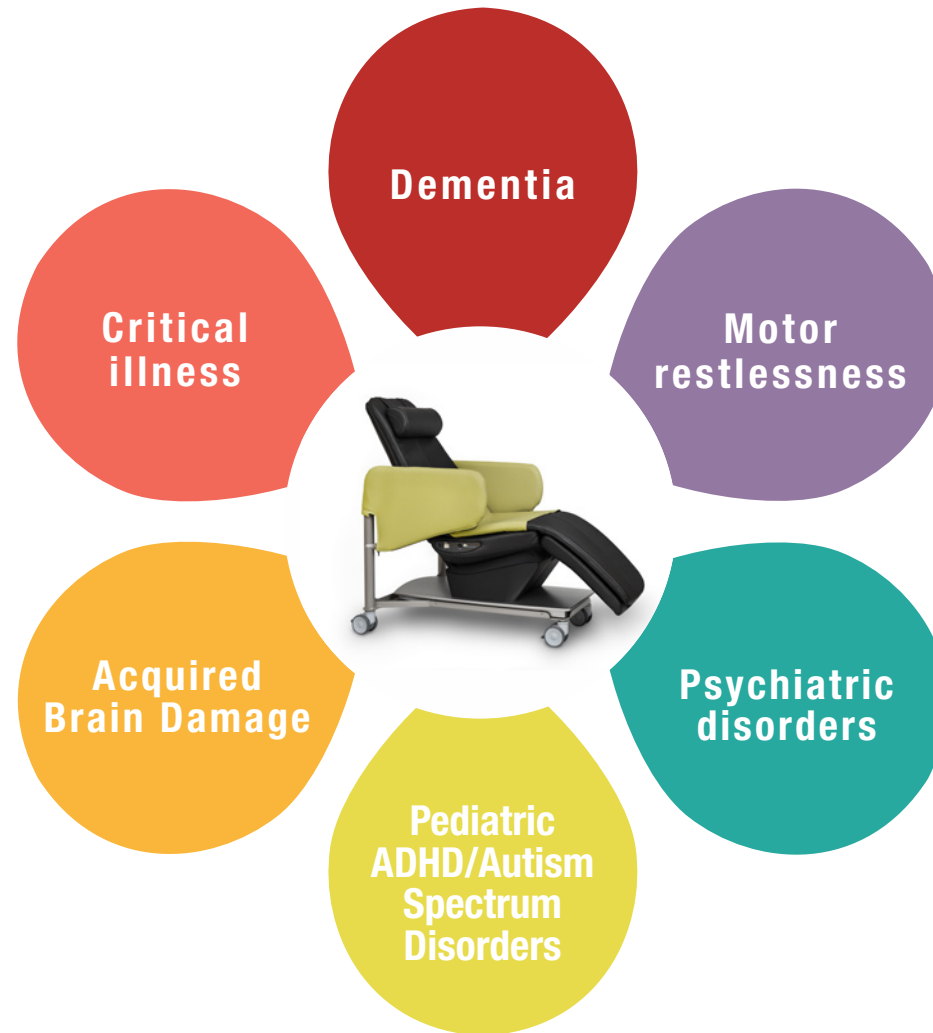 Dementia
Motor
restlessness
Psychiatric
disorders
Pediatric
ADHD/Autism
Spectrum
Disorders
Acquired
Brain Damage
Critical
illness